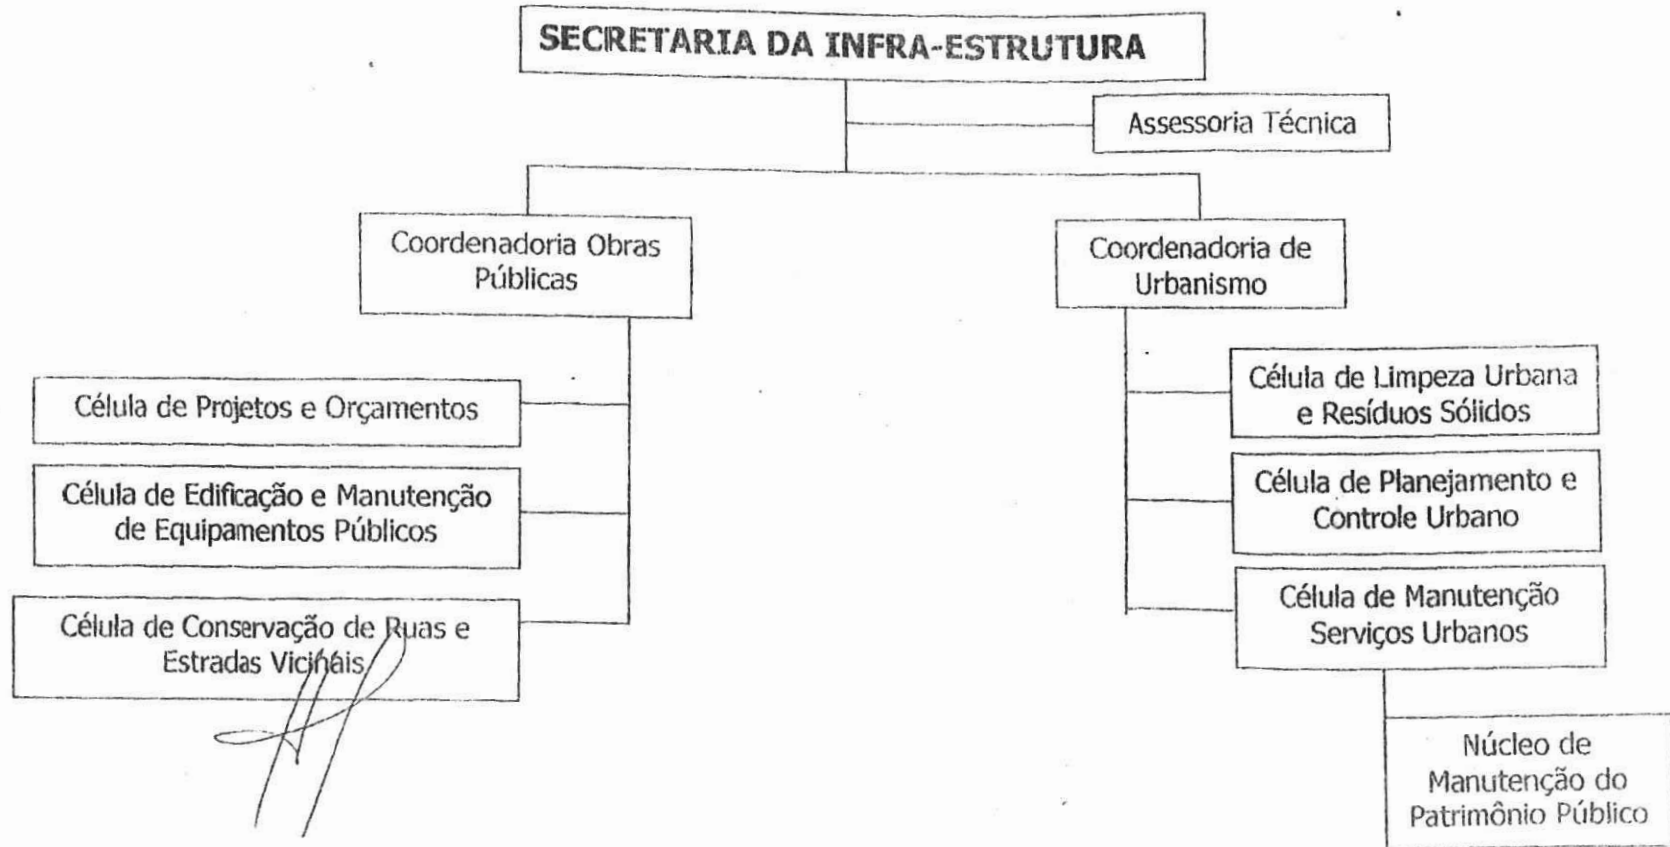 SECRETARIA DA INFRA-ESTRUTURA
Assessoria Técnica
Coordenadoria Obras
Públicas
Coordenadoria de
Urbanismo
Célula de Projetos e Orçamentos
Célula de Edificação e Manutenção
de Equipamentos Públicos
Célula de Conservação de Ruas e
Estradas Vicinais
Célula de Limpeza Urbana
e Resíduos Sólidos
Célula de Planejamento e
Controle Urbano
Célula de Manutenção
Serviços Urbanos
Núcleo de
Manutenção do
Patrimônio Público